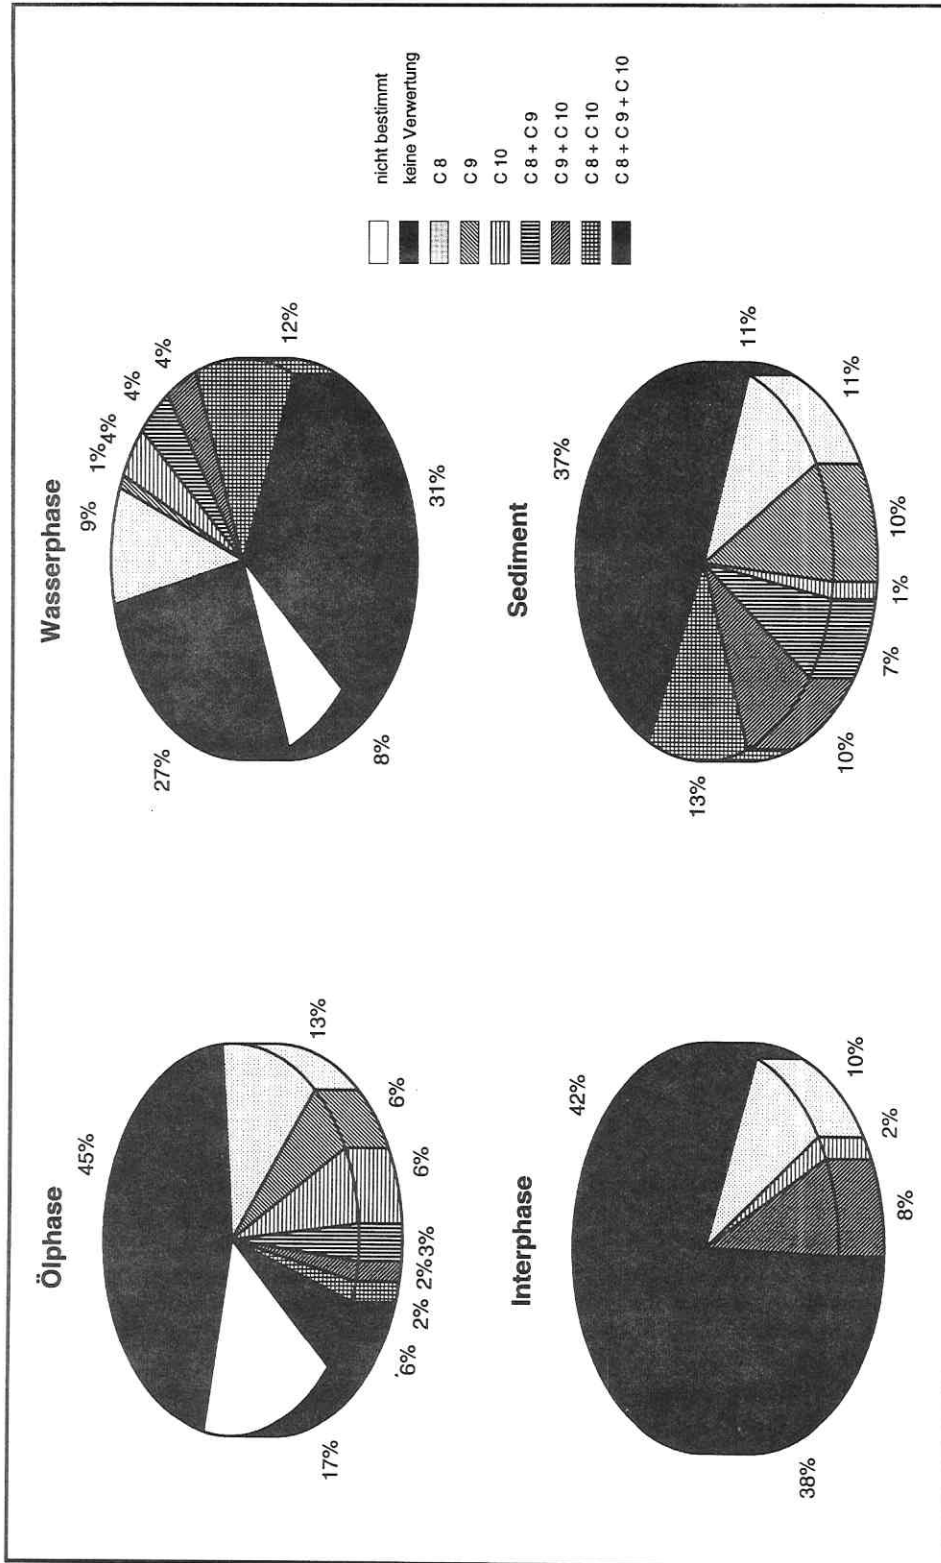 Ölphase
45%
13%
6%
6%
3%
2%
2%
6%
17%
Wasserphase
9%
1%
4%
4%
4%
12%
31%
8%
27%
nicht bestimmt
keine Verwertung
C 8
C 9
C 10
C 8 + C 9
C 9 + C 10
C 8 + C 10
C 8 + C 9 + C 10
Interphase
42%
10%
2%
8%
38%
Sediment
37%
11%
11%
10%
1%
7%
10%
13%